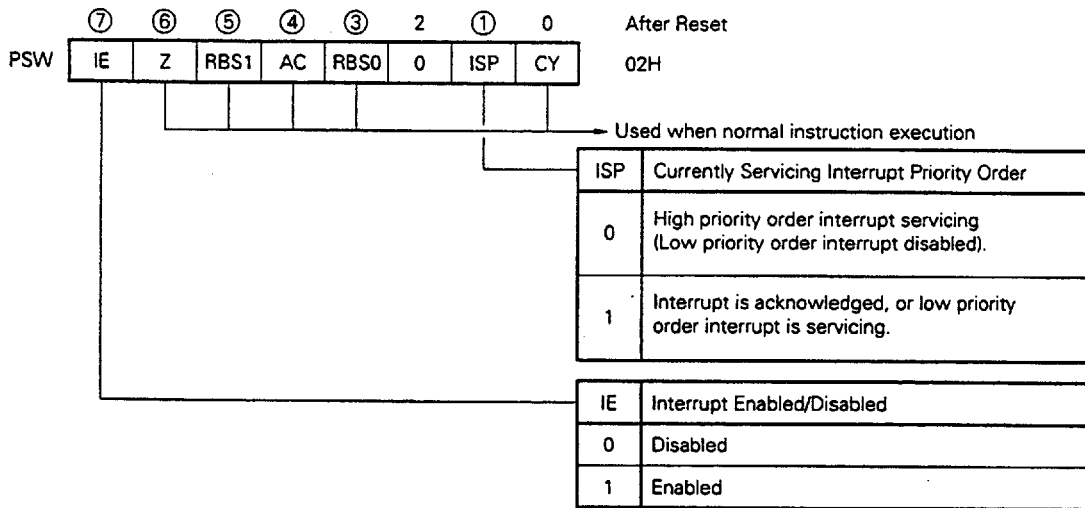 ⑦ ⑥ ⑤ ④ ③ 2 ① 0 After Reset
PSW IE Z RBS1 AC RBS0 0 ISP CY 02H
Used when normal instruction execution
ISP Currently Servicing Interrupt Priority Order
0 High priority order interrupt servicing
(Low priority order interrupt disabled).
1 Interrupt is acknowledged, or low priority
order interrupt is servicing.
IE Interrupt Enabled/Disabled
0 Disabled
1 Enabled